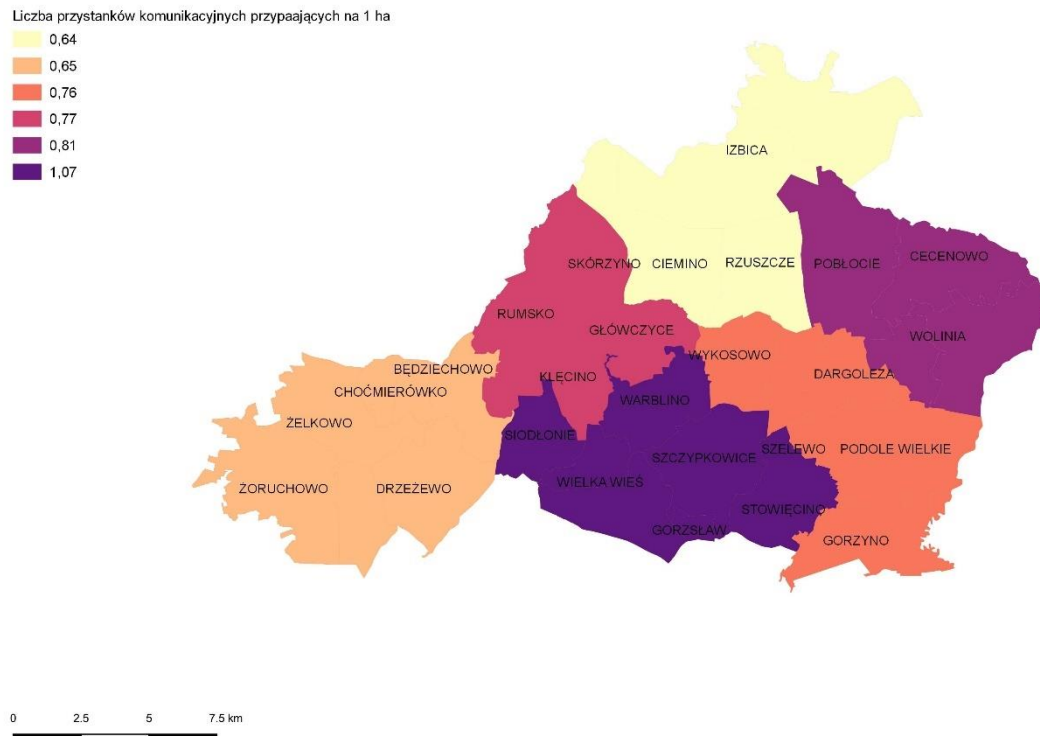 Liczba przystanków komunikacyjnych przypaających na 1 ha
0,64
0,65
0,76
0,77
0,81
1,07
IZBICA
SKÓRZYNO
CIEMINO
RZUSZCZE
POBŁOCIE
CECENOWO
RUMSKO
GŁÓWCZYCE
WOLINIA
WYKOSOWO
BĘDZIECHOWO
KLĘCINO
DARGOLEZA
CHOĆMIERÓWKO
WARBLINO
ŻELKOWO
SIODŁONIE
SZCZYPKOWICE
SZELEWO
PODOLE WIELKIE
ŻORUCHOWO
DRZEŻEWO
WIELKA WIEŚ
STOWIĘCINO
GORZSŁAW
GORZYNO
0 2.5 5 7.5 km